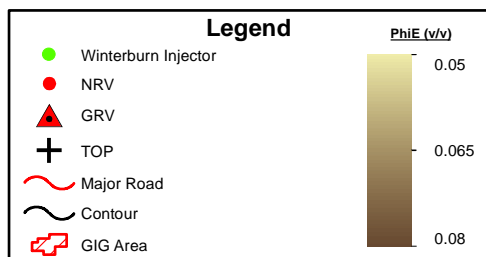 Legend
Winterburn Injector
NRV
GRV
TOP
Major Road
Contour
GIG Area
PhiE (v/v)
0.05
0.065
0.08